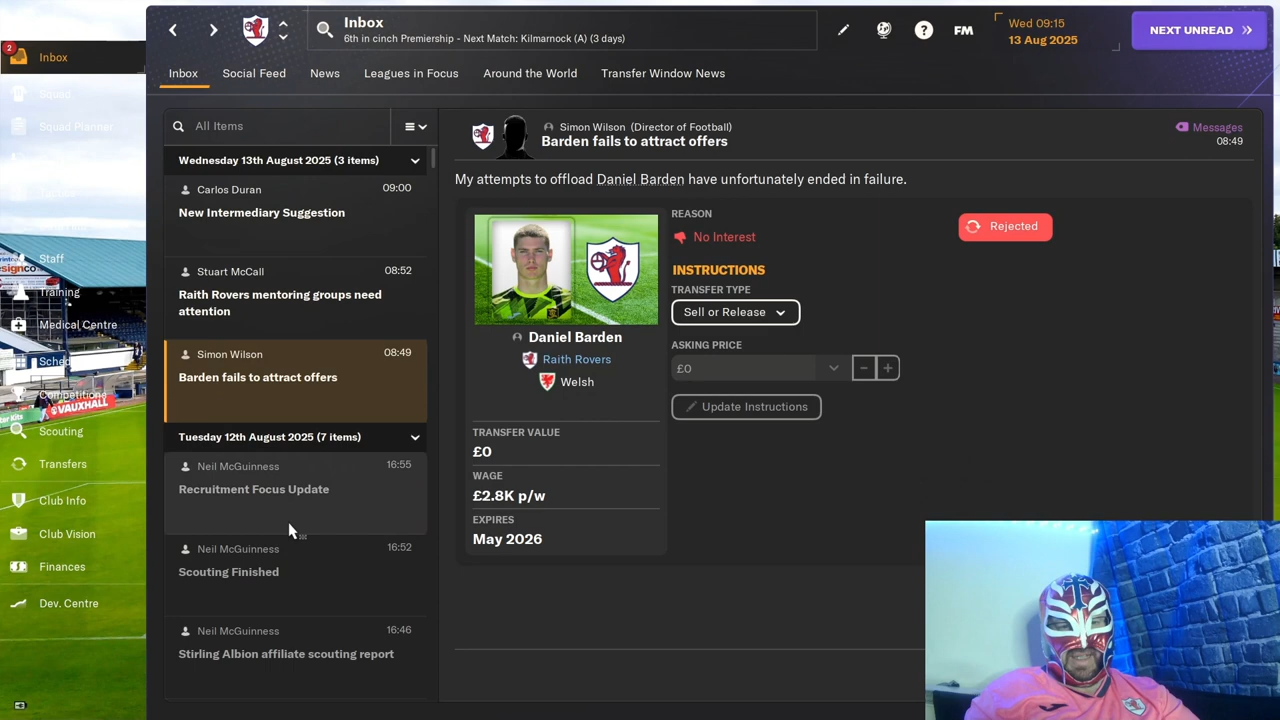 Inbox
6th in cinch Premiership - Next Match: Kilmarnock (A) (3 days)
FM
Wed 09:15
13 Aug 2025
NEXT UNREAD
2
Inbox
Squad
Squad Planner
Staff
Training
Medical Centre
Competitions
VAUXHALL
Scouting
Transfers
Club Info
Club Vision
Finances
Dev. Centre
Inbox
Social Feed
News
Leagues in Focus
Around the World
Transfer Window News
All Items
Wednesday 13th August 2025 (3 items)
Carlos Duran
09:00
New Intermediary Suggestion
Stuart McCall
08:52
Raith Rovers mentoring groups need
attention
Simon Wilson
08:49
Barden fails to attract offers
Tuesday 12th August 2025 (7 items)
Neil McGuinness
16:55
Recruitment Focus Update
Neil McGuinness
16:52
Scouting Finished
Neil McGuinness
16:46
Stirling Albion affiliate scouting report
Simon Wilson (Director of Football)
Barden fails to attract offers
Messages
08:49
My attempts to offload Daniel Barden have unfortunately ended in failure.
Daniel Barden
Raith Rovers
Welsh
TRANSFER VALUE
£0
WAGE
£2.8K p/w
EXPIRES
May 2026
REASON
No Interest
Rejected
INSTRUCTIONS
TRANSFER TYPE
Sell or Release
ASKING PRICE
£0
Update Instructions